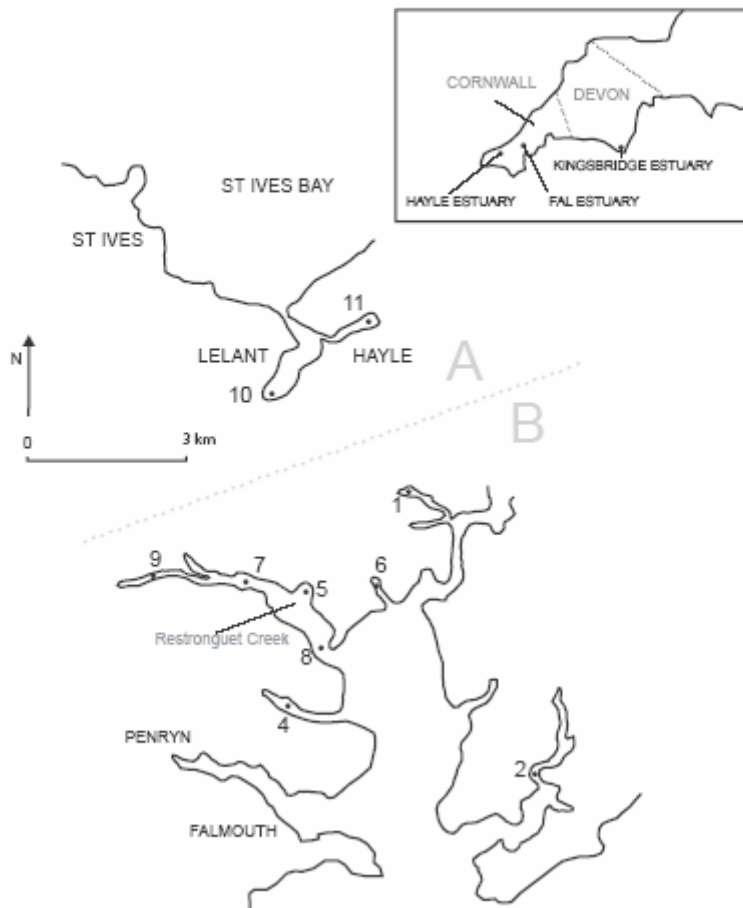 CORNWALL
DEVON
KINGSBRIDGE ESTUARY
HAYLE ESTUARY
FAL ESTUARY
ST IVES BAY
ST IVES
11
N
LELANT
HAYLE
A
10
0
3 km
B
1
9
7
6
5
Restronguet Creek
8
4
PENRYN
2
FALMOUTH